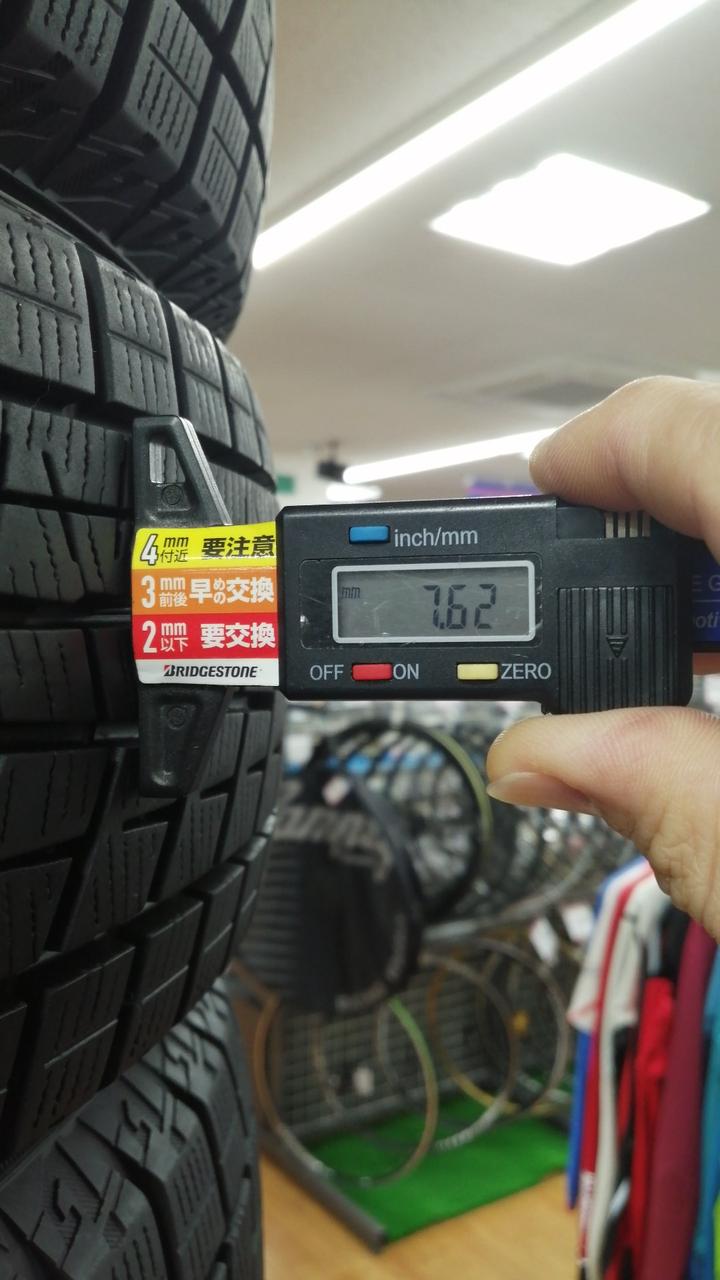 4mm付近 要注意
3mm前後 早めの交換
2mm以下 要交換
BRIDGESTONE
inch/mm
mm 7.62
OFF ON ZERO